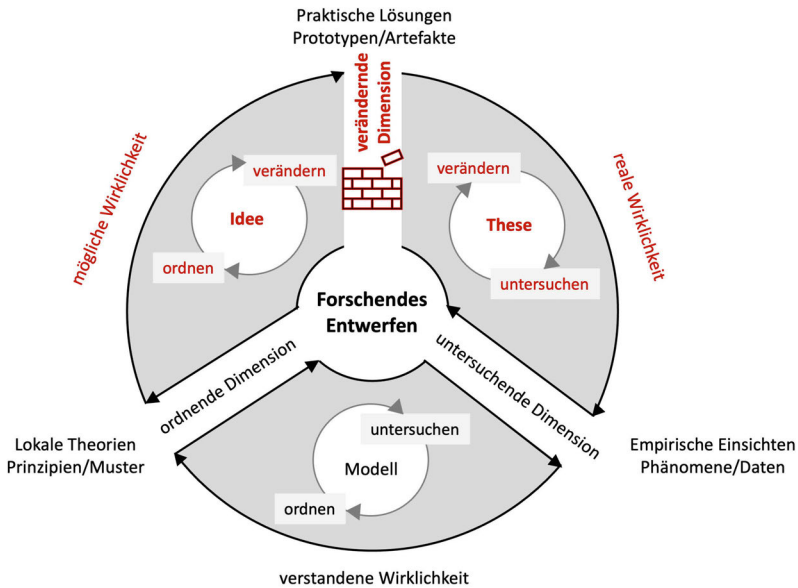 Praktische Lösungen
Prototypen/Artefakte
verändernde
Dimension
mögliche Wirklichkeit
reale Wirklichkeit
verändern
Idee
ordnen
verändern
These
untersuchen
Forschendes
Entwerfen
ordnende Dimension
untersuchende Dimension
Lokale Theorien
Prinzipien/Muster
untersuchen
Modell
ordnen
Empirische Einsichten
Phänomene/Daten
verstandene Wirklichkeit